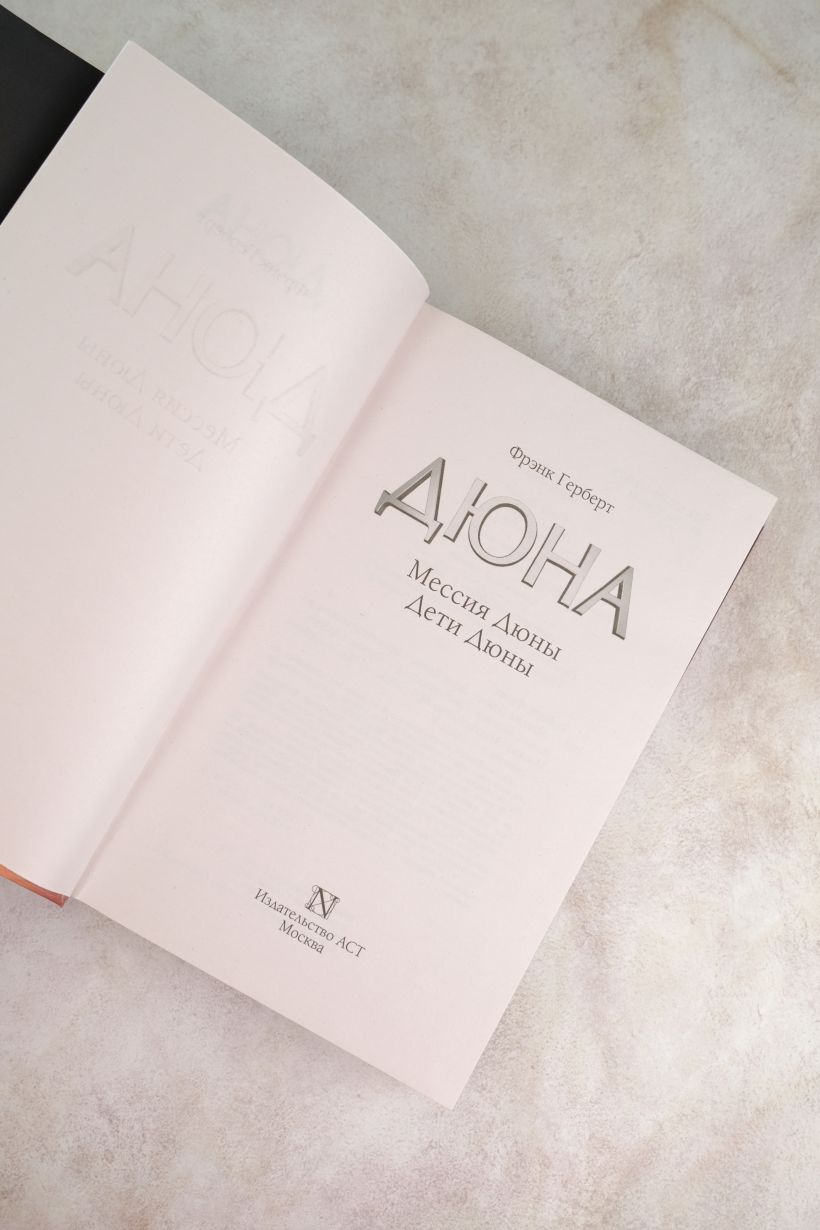 Фрэнк Герберт
ДЮНА
Мессия Дюны
Дети Дюны
Издательство АСТ
Москва